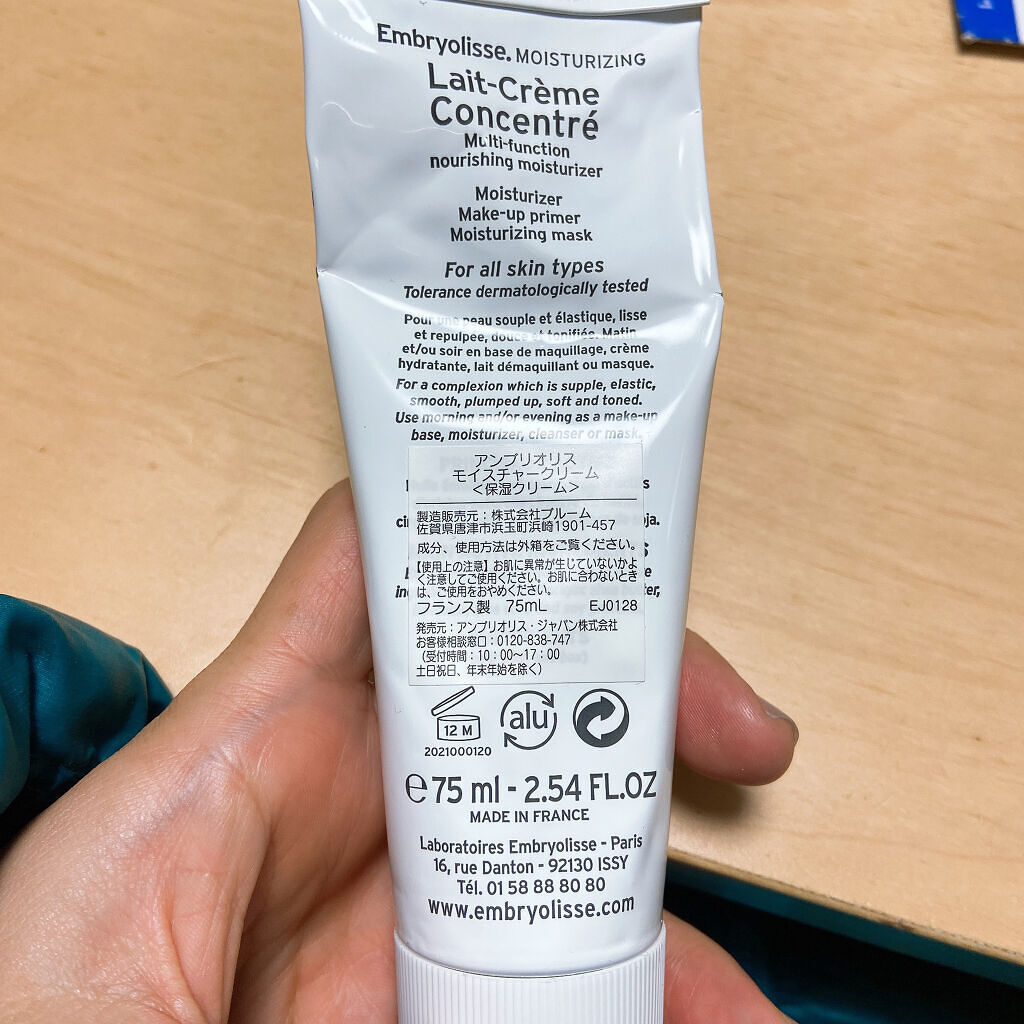 Embryolisse. MOISTURIZING
Lait-Crème
Concentré
Multi-function
nourishing moisturizer
Moisturizer
Make-up primer
Moisturizing mask
For all skin types
Tolerance dermatologically tested
Pour une peau souple et élastique, lisse
et repulpée, douce et tonifiée. Matin
et/ou soir en base de maquillage, crème
hydratante, lait démaquillant ou masque.
For a complexion which is supple, elastic,
smooth, plumped up, soft and toned.
Use morning and/or evening as a make-up
base, moisturizer, cleanser or mask.
アンブリオリス
モイスチャークリーム
＜保湿クリーム＞
製造販売元：株式会社ブルーム
佐賀県唐津市浜玉町浜崎1901-457
成分、使用方法は外箱をご覧ください。
【使用上の注意】お肌に異常が生じていないかよ
く注意してご使用ください。お肌に合わないとき
は、ご使用をおやめください。
フランス製 75mL EJ0128
発売元：アンブリオリス・ジャパン株式会社
お客様相談窓口：0120-838-747
（受付時間：10：00～17：00
土日祝日、年末年始を除く）
12 M
alu
2021000120
℮ 75 ml - 2.54 FL.OZ
MADE IN FRANCE
Laboratoires Embryolisse - Paris
16, rue Danton - 92130 ISSY
Tél. 01 58 88 80 80
www.embryolisse.com